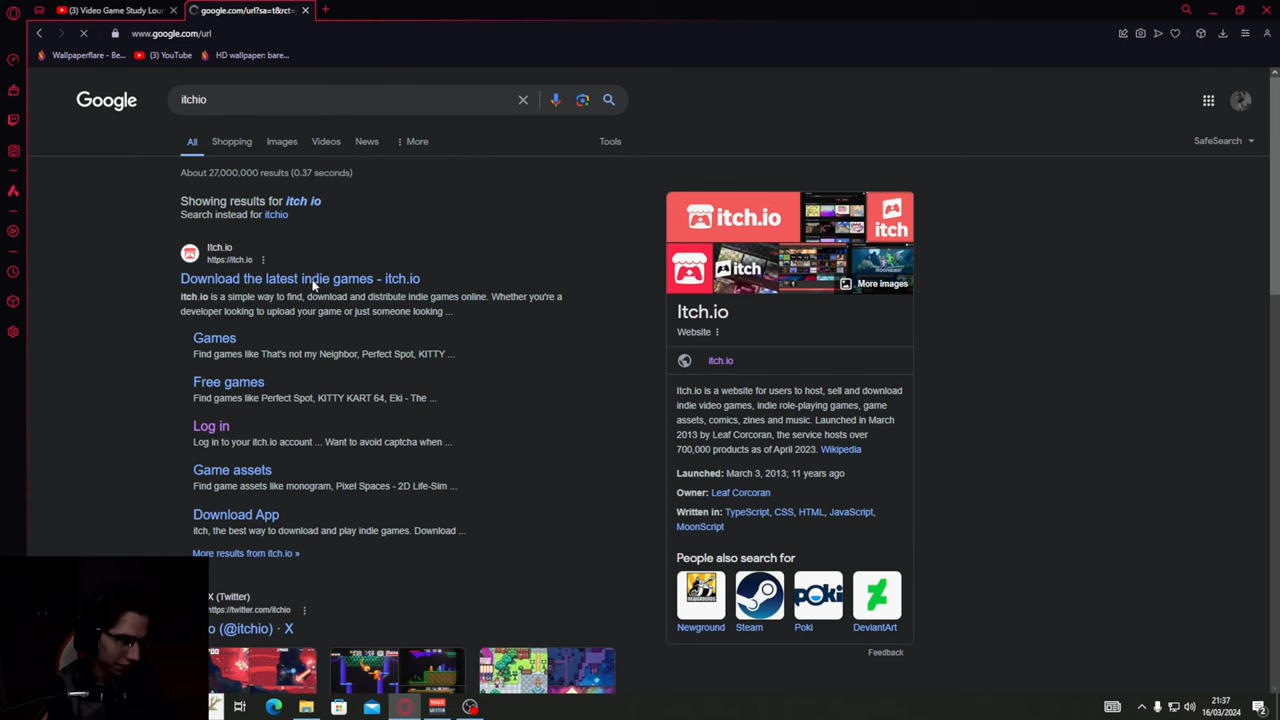 (3) Video Game Study Loun
google.com/url?sa=t&rct=
www.google.com/url
Wallpaperflare - Be...
(3) YouTube
HD wallpaper: bare...
Google
itchio
All
Shopping
Images
Videos
News
More
Tools
SafeSearch
About 27,000,000 results (0.37 seconds)
Showing results for itch io
Search instead for itchio
Itch.io
https://itch.io
Download the latest indie games - itch.io
itch.io is a simple way to find, download and distribute indie games online. Whether you're a
developer looking to upload your game or just someone looking ...
Games
Find games like That's not my Neighbor, Perfect Spot, KITTY ...
Free games
Find games like Perfect Spot, KITTY KART 64, Eki - The ...
Log in
Log in to your itch.io account ... Want to avoid captcha when ...
Game assets
Find game assets like monogram, Pixel Spaces - 2D Life-Sim ...
Download App
itch, the best way to download and play indie games. Download ...
More results from itch.io »
X (Twitter)
https://twitter.com/itchio
o (@itchio) · X
itch.io
itch
itch
More images
Itch.io
Website
itch.io
Itch.io is a website for users to host, sell and download
indie video games, indie role-playing games, game
assets, comics, zines and music. Launched in March
2013 by Leaf Corcoran, the service hosts over
700,000 products as of April 2023. Wikipedia
Launched: March 3, 2013; 11 years ago
Owner: Leaf Corcoran
Written in: TypeScript, CSS, HTML, JavaScript,
MoonScript
People also search for
poki
Newground
Steam
Poki
DeviantArt
Feedback
21:37
16/03/2024
2